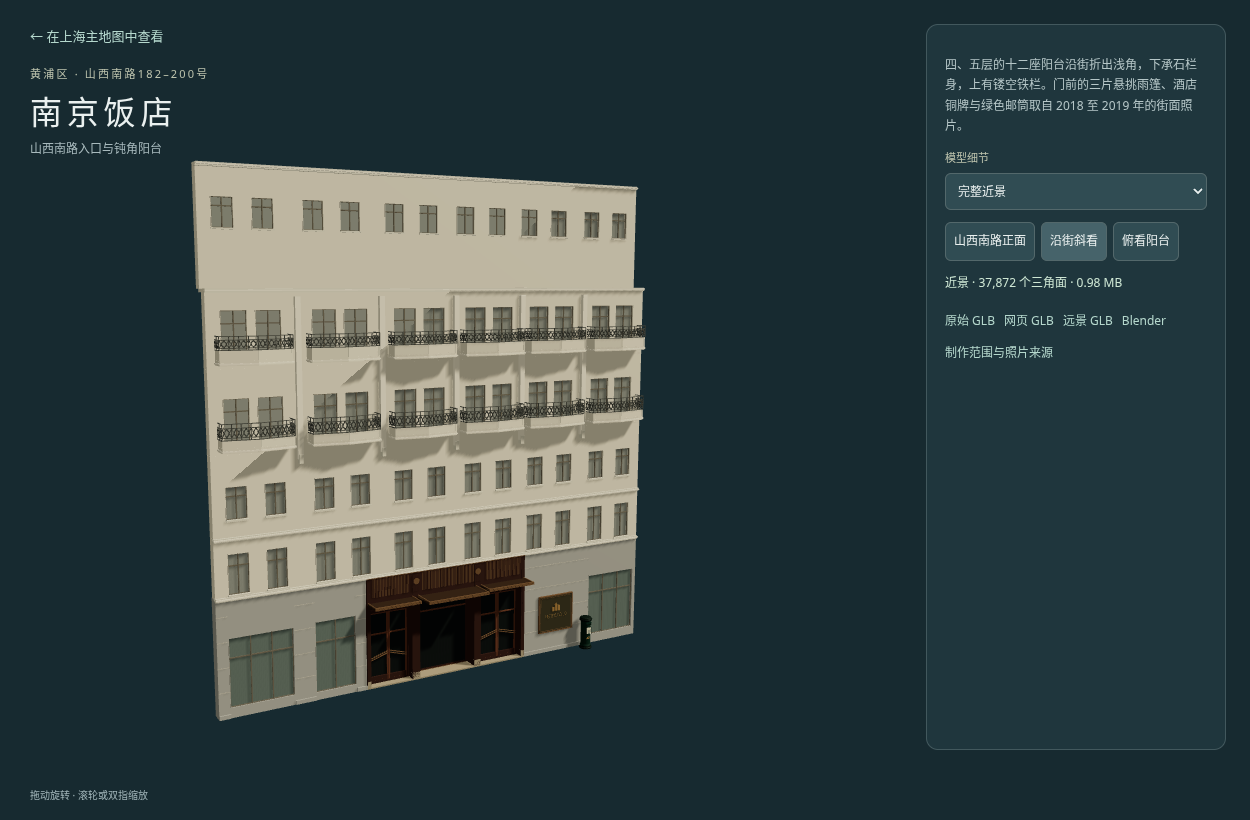 ← 在上海主地图中查看
黄浦区 · 山西南路182–200号
南京饭店
山西南路入口与钝角阳台
四、五层的十二座阳台沿街折出浅角，下承石栏
身，上有镂空铁栏。门前的三片悬挑雨篷、酒店
铜牌与绿色邮筒取自 2018 至 2019 年的街面照
片。
模型细节
完整近景
山西南路正面 沿街斜看 俯看阳台
近景 · 37,872 个三角面 · 0.98 MB
原始 GLB 网页 GLB 远景 GLB Blender
制作范围与照片来源
拖动旋转 · 滚轮或双指缩放